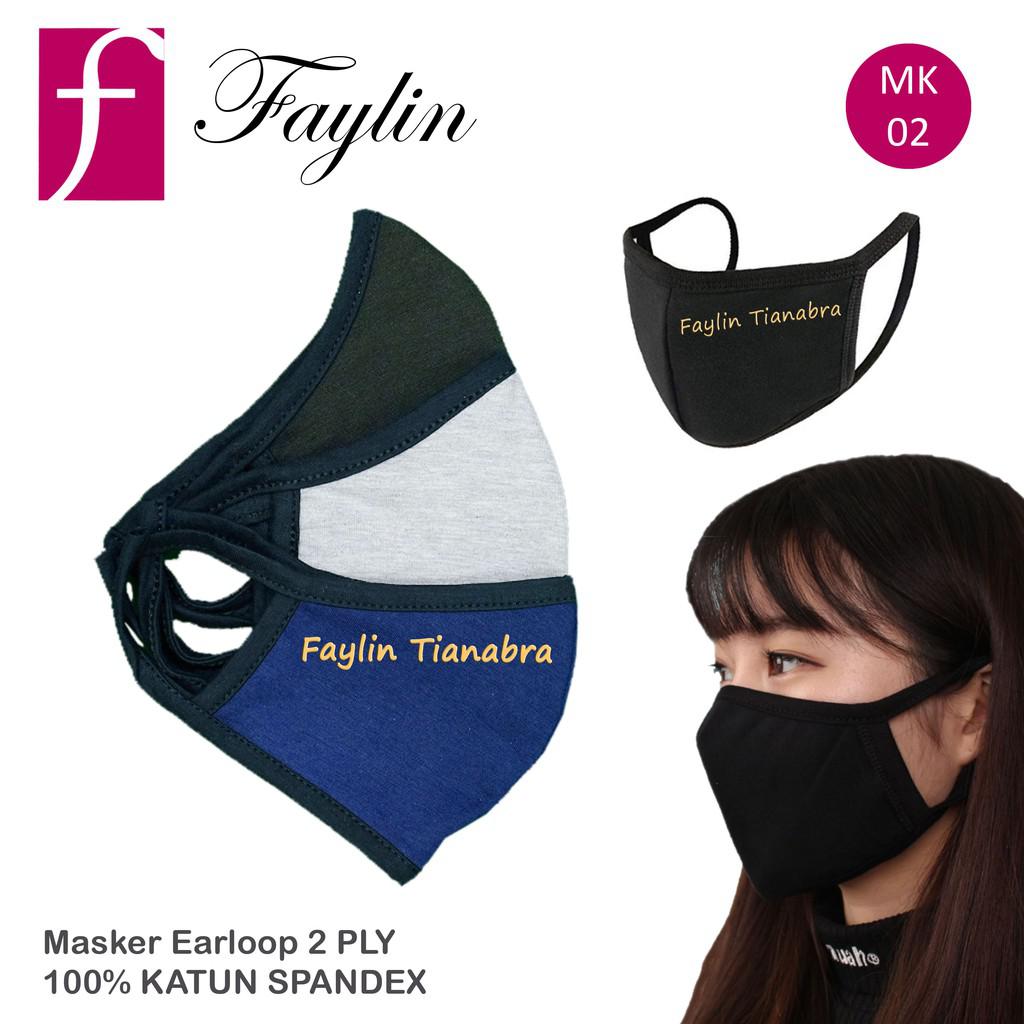 f
Faylin
MK
02
Faylin Tianabra
Faylin Tianabra
Masker Earloop 2 PLY
100% KATUN SPANDEX